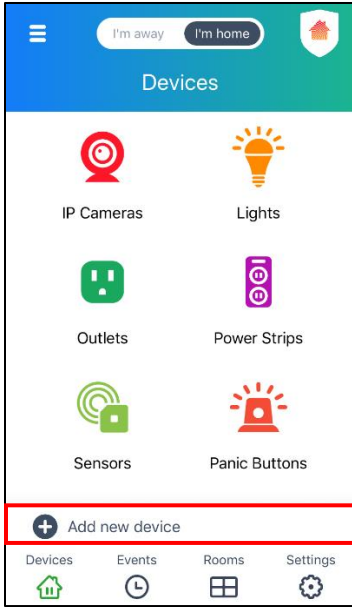 I'm away I'm home
Devices
IP Cameras Lights
Outlets Power Strips
Sensors Panic Buttons
Add new device
Devices Events Rooms Settings